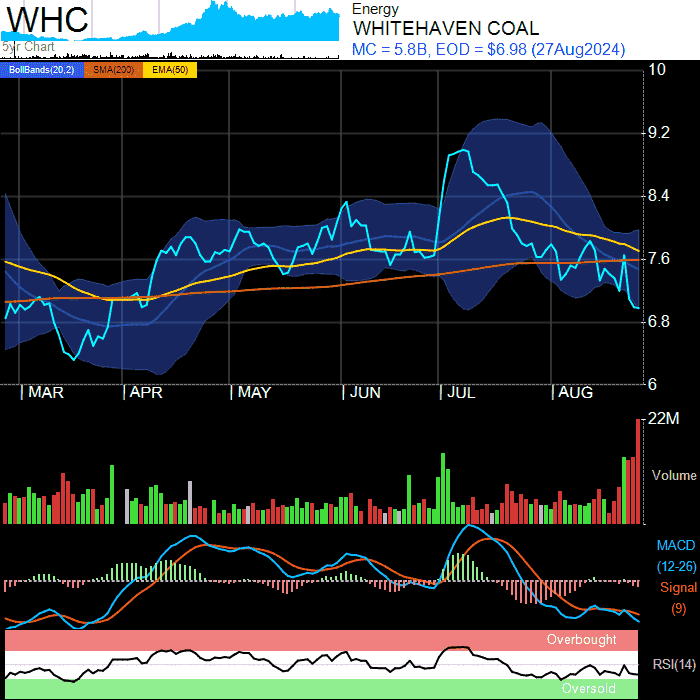 WHC
5yr Chart
Energy
WHITEHAVEN COAL
MC = 5.8B, EOD = $6.98 (27Aug2024)
BollBands(20,2) SMA(200) EMA(50)
10
9.2
8.4
7.6
6.8
6
MAR APR MAY JUN JUL AUG
22M
Volume
MACD
(12-26)
Signal
(9)
Overbought
RSI(14)
Oversold